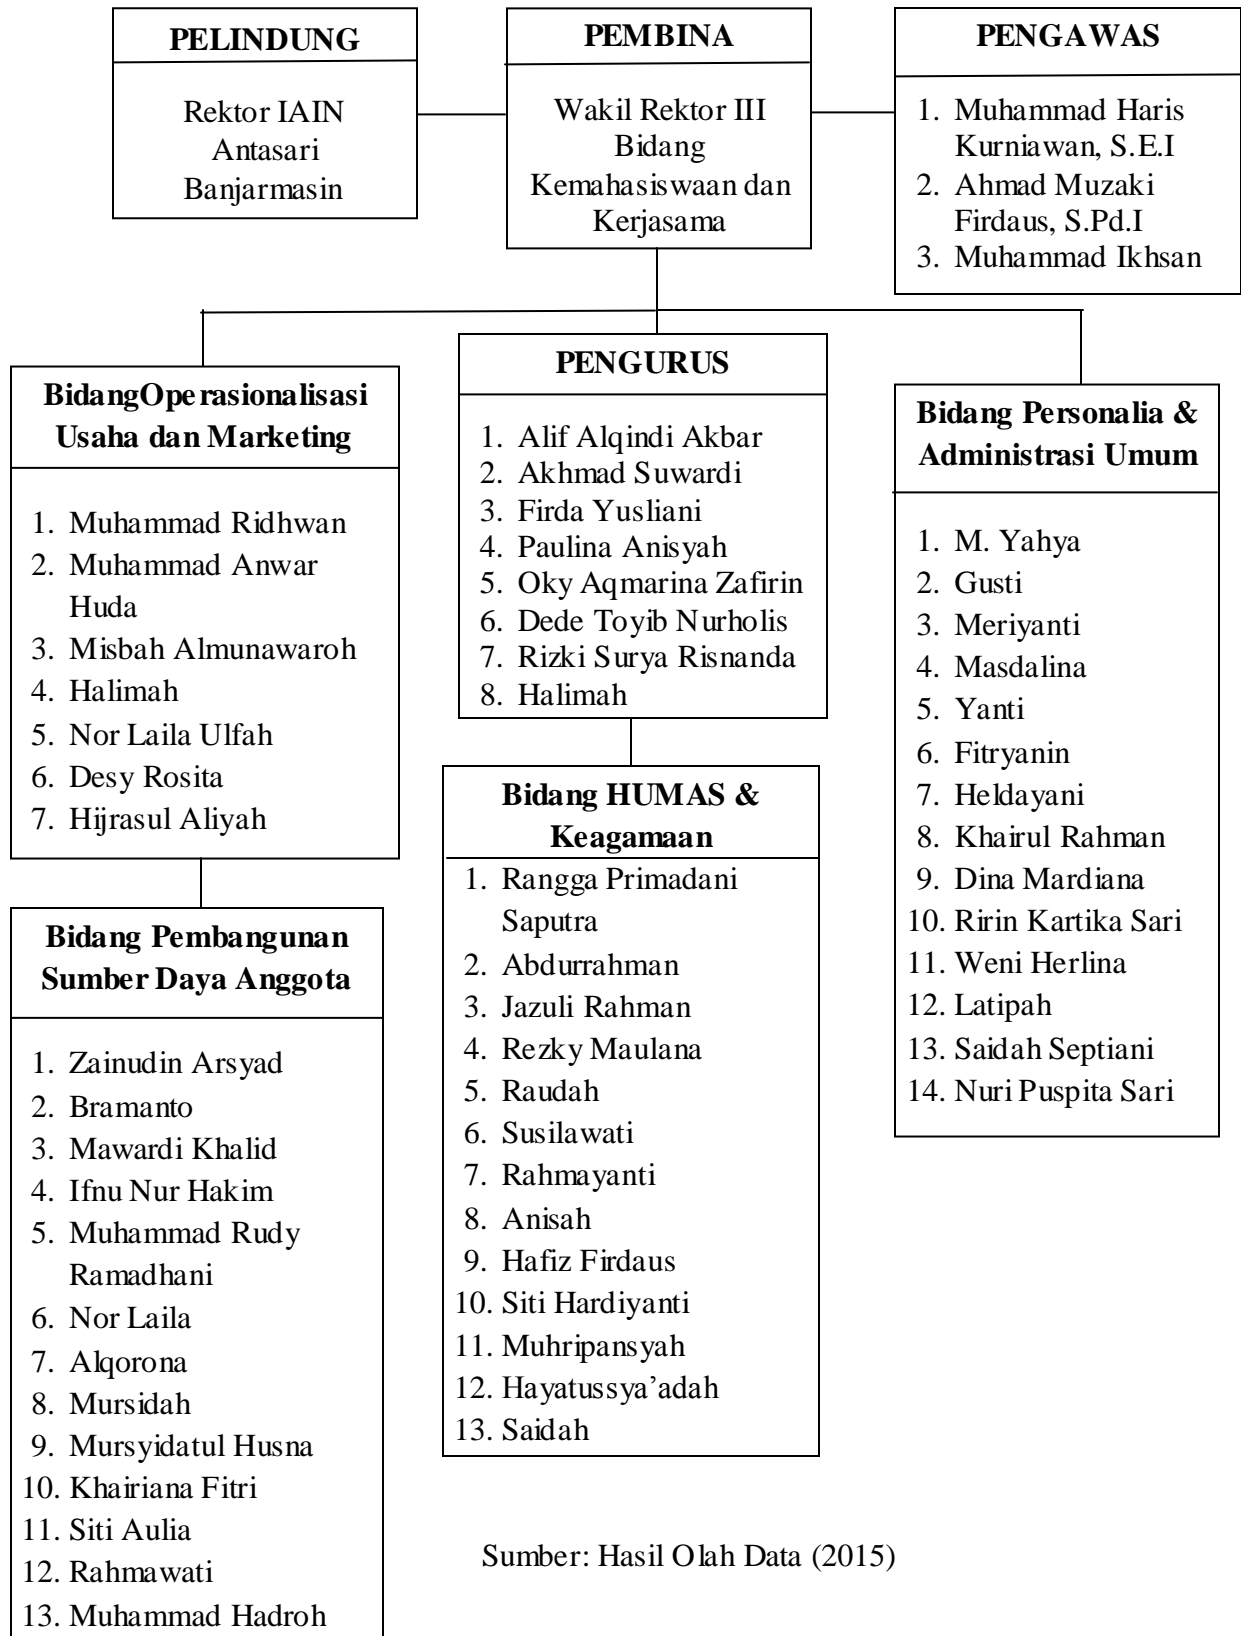 PELINDUNG
Rektor IAIN
Antasari
Banjarmasin
PEMBINA
Wakil Rektor III
Bidang
Kemahasiswaan dan
Kerjasama
PENGAWAS
1. Muhammad Haris
Kurniawan, S.E.I
2. Ahmad Muzaki
Firdaus, S.Pd.I
3. Muhammad Ikhsan
BidangOperasionalisasi
Usaha dan Marketing
1. Muhammad Ridhwan
2. Muhammad Anwar
Huda
3. Misbah Almunawaroh
4. Halimah
5. Nor Laila Ulfah
6. Desy Rosita
7. Hijrasul Aliyah
PENGURUS
1. Alif Alqindi Akbar
2. Akhmad Suwardi
3. Firda Yusliani
4. Paulina Anisyah
5. Oky Aqmarina Zafirin
6. Dede Toyib Nurholis
7. Rizki Surya Risnanda
8. Halimah
Bidang Personalia &
Administrasi Umum
1. M. Yahya
2. Gusti
3. Meriyanti
4. Masdalina
5. Yanti
6. Fitryanin
7. Heldayani
8. Khairul Rahman
9. Dina Mardiana
10. Ririn Kartika Sari
11. Weni Herlina
12. Latipah
13. Saidah Septiani
14. Nuri Puspita Sari
Bidang Pembangunan
Sumber Daya Anggota
1. Zainudin Arsyad
2. Bramanto
3. Mawardi Khalid
4. Ifnu Nur Hakim
5. Muhammad Rudy
Ramadhani
6. Nor Laila
7. Alqorona
8. Mursidah
9. Mursyidatul Husna
10. Khairiana Fitri
11. Siti Aulia
12. Rahmawati
13. Muhammad Hadroh
Bidang HUMAS &
Keagamaan
1. Rangga Primadani
Saputra
2. Abdurrahman
3. Jazuli Rahman
4. Rezky Maulana
5. Raudah
6. Susilawati
7. Rahmayanti
8. Anisah
9. Hafiz Firdaus
10. Siti Hardiyanti
11. Muhripansyah
12. Hayatussya’adah
13. Saidah
Sumber: Hasil Olah Data (2015)